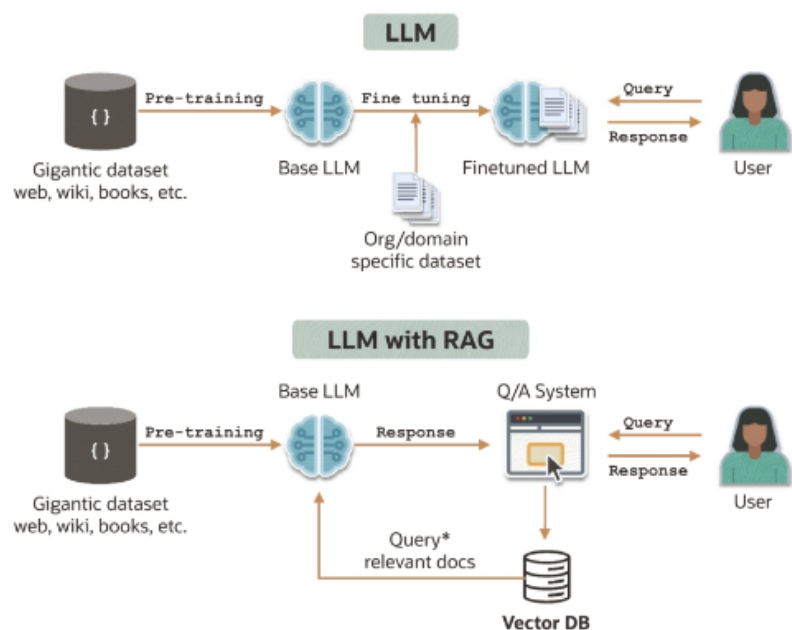 LLM
Pre-training
Fine tuning
Query
Response
{ }
Gigantic dataset
web, wiki, books, etc.
Base LLM
Finetuned LLM
User
Org/domain
specific dataset
LLM with RAG
Base LLM
Q/A System
Pre-training
Response
Query
Response
{ }
Gigantic dataset
web, wiki, books, etc.
User
Query*
relevant docs
Vector DB